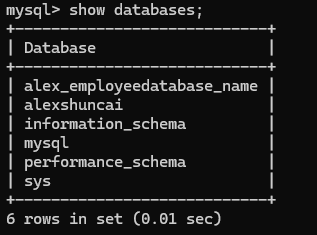 mysql> show databases;
+---------------------------+
| Database                  |
+---------------------------+
| alex_employeedatabase_name |
| alexshuncai               |
| information_schema        |
| mysql                     |
| performance_schema        |
| sys                       |
+---------------------------+
6 rows in set (0.01 sec)